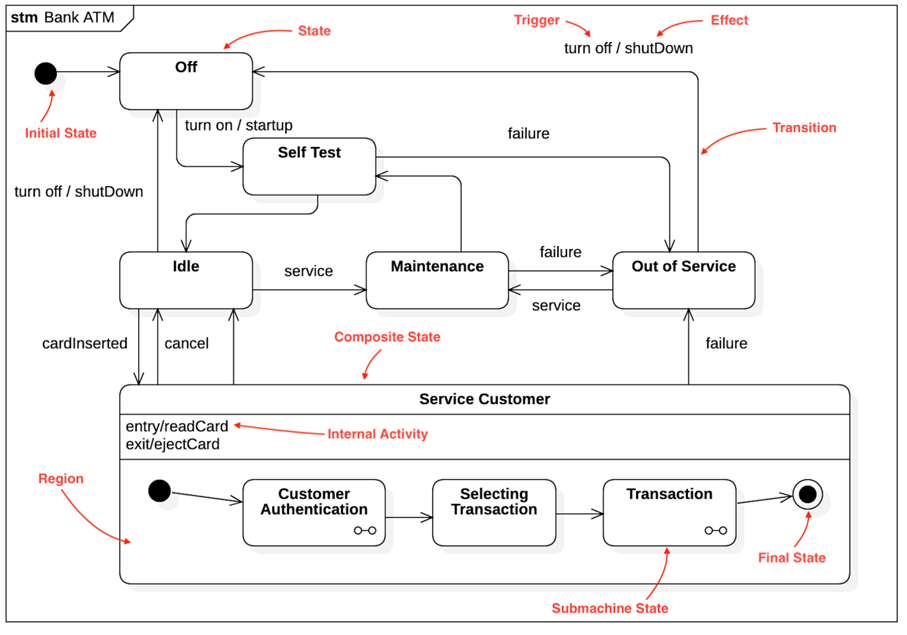 stm Bank ATM
Trigger
Effect
State
turn off / shutDown
Off
Initial State
turn on / startup
failure
Transition
Self Test
turn off / shutDown
Idle
service
Maintenance
failure
Out of Service
service
cardInserted
cancel
Composite State
failure
Service Customer
entry/readCard
exit/ejectCard
Internal Activity
Region
Customer
Authentication
Selecting
Transaction
Transaction
Final State
Submachine State